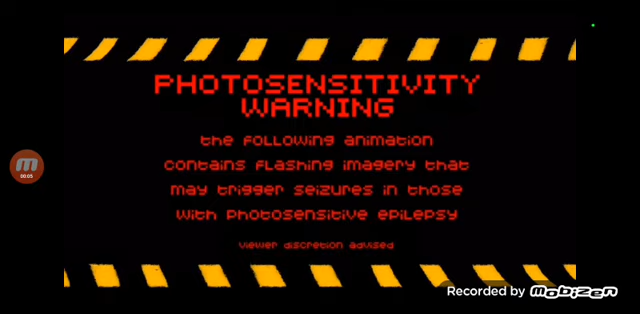 PHOTOSENSITIVITY
WARNING
the following animation
contains flashing imagery that
may trigger seizures in those
with photosensitive epilepsy
viewer discretion advised
00:05
Recorded by Mobizen